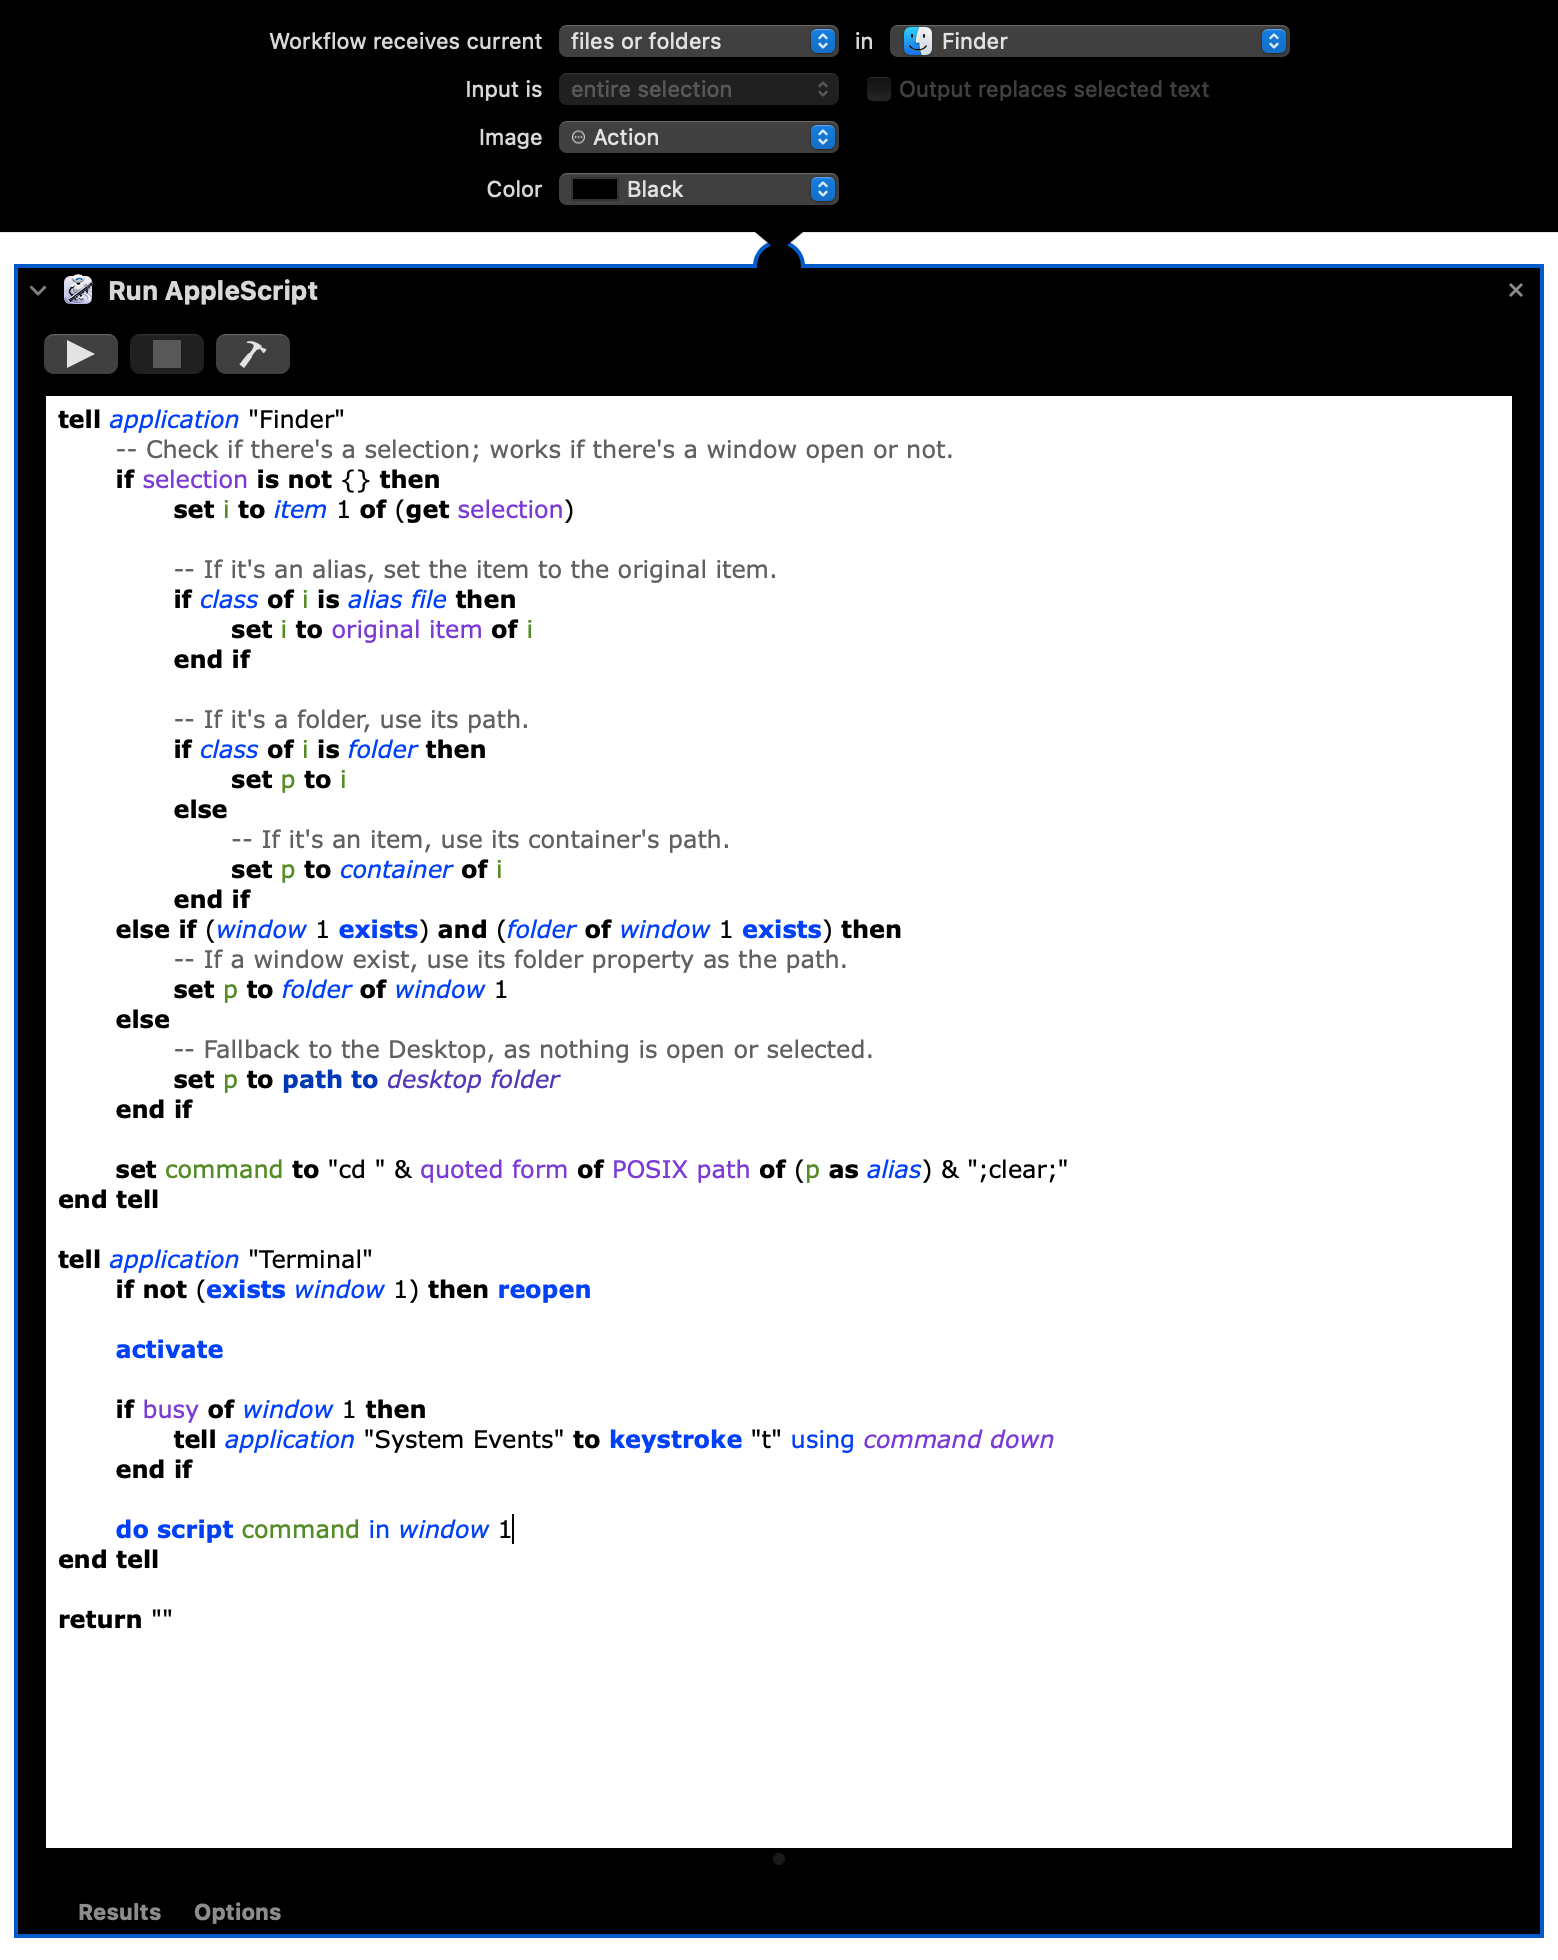 Workflow receives current files or folders in Finder
Input is entire selection Output replaces selected text
Image Action
Color Black
Run AppleScript
tell application "Finder"
-- Check if there's a selection; works if there's a window open or not.
if selection is not {} then
set i to item 1 of (get selection)
-- If it's an alias, set the item to the original item.
if class of i is alias file then
set i to original item of i
end if
-- If it's a folder, use its path.
if class of i is folder then
set p to i
else
-- If it's an item, use its container's path.
set p to container of i
end if
else if (window 1 exists) and (folder of window 1 exists) then
-- If a window exist, use its folder property as the path.
set p to folder of window 1
else
-- Fallback to the Desktop, as nothing is open or selected.
set p to path to desktop folder
end if
set command to "cd " & quoted form of POSIX path of (p as alias) & ";clear;"
end tell
tell application "Terminal"
if not (exists window 1) then reopen
activate
if busy of window 1 then
tell application "System Events" to keystroke "t" using command down
end if
do script command in window 1
end tell
return ""
Results Options